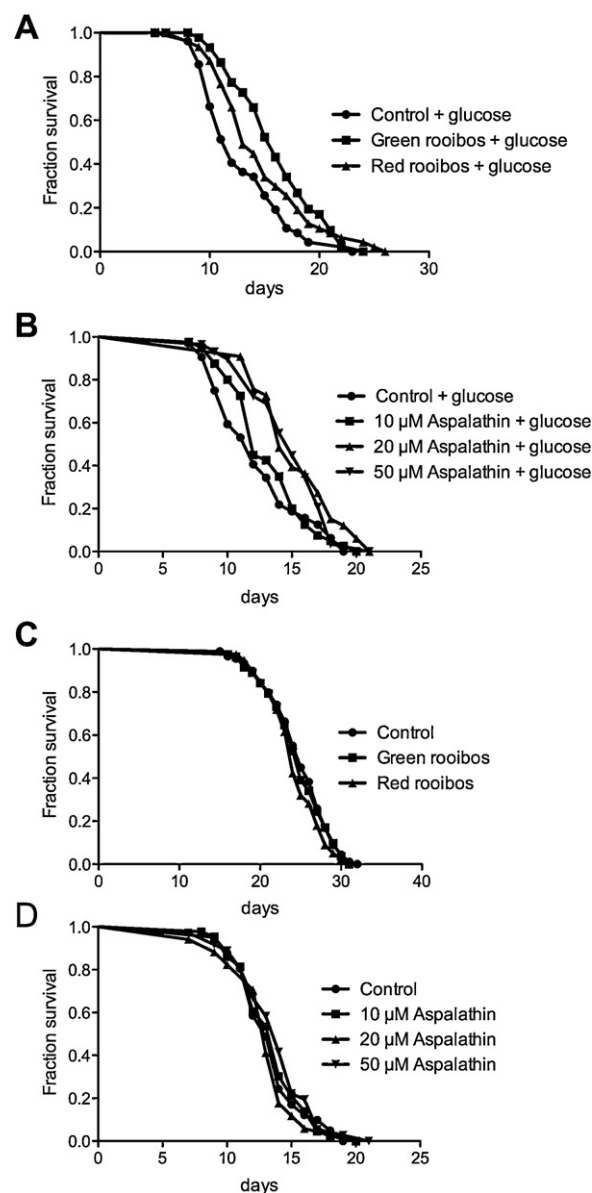 A
Fraction survival
1.0
0.8
0.6
0.4
0.2
0.0
0
10
20
30
days
Control + glucose
Green rooibos + glucose
Red rooibos + glucose
B
Fraction survival
1.0
0.8
0.6
0.4
0.2
0.0
0
5
10
15
20
25
days
Control + glucose
10 µM Aspalathin + glucose
20 µM Aspalathin + glucose
50 µM Aspalathin + glucose
C
Fraction survival
1.0
0.8
0.6
0.4
0.2
0.0
0
10
20
30
40
days
Control
Green rooibos
Red rooibos
D
Fraction survival
1.0
0.8
0.6
0.4
0.2
0.0
0
5
10
15
20
25
days
Control
10 µM Aspalathin
20 µM Aspalathin
50 µM Aspalathin